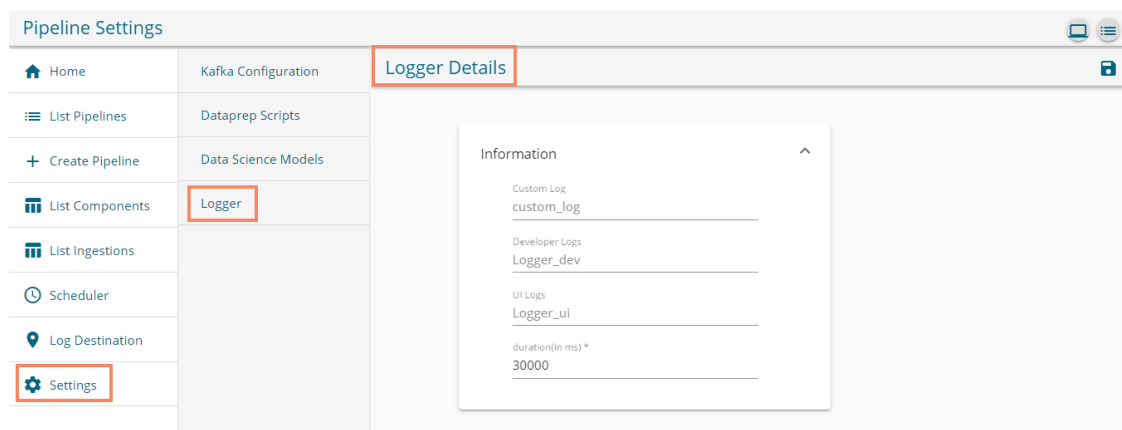 Pipeline Settings
Home
List Pipelines
Create Pipeline
List Components
List Ingestions
Scheduler
Log Destination
Settings
Kafka Configuration
Dataprep Scripts
Data Science Models
Logger
Logger Details
Information
Custom Log
custom_log
Developer Logs
Logger_dev
UI Logs
Logger_ui
duration(in ms) *
30000